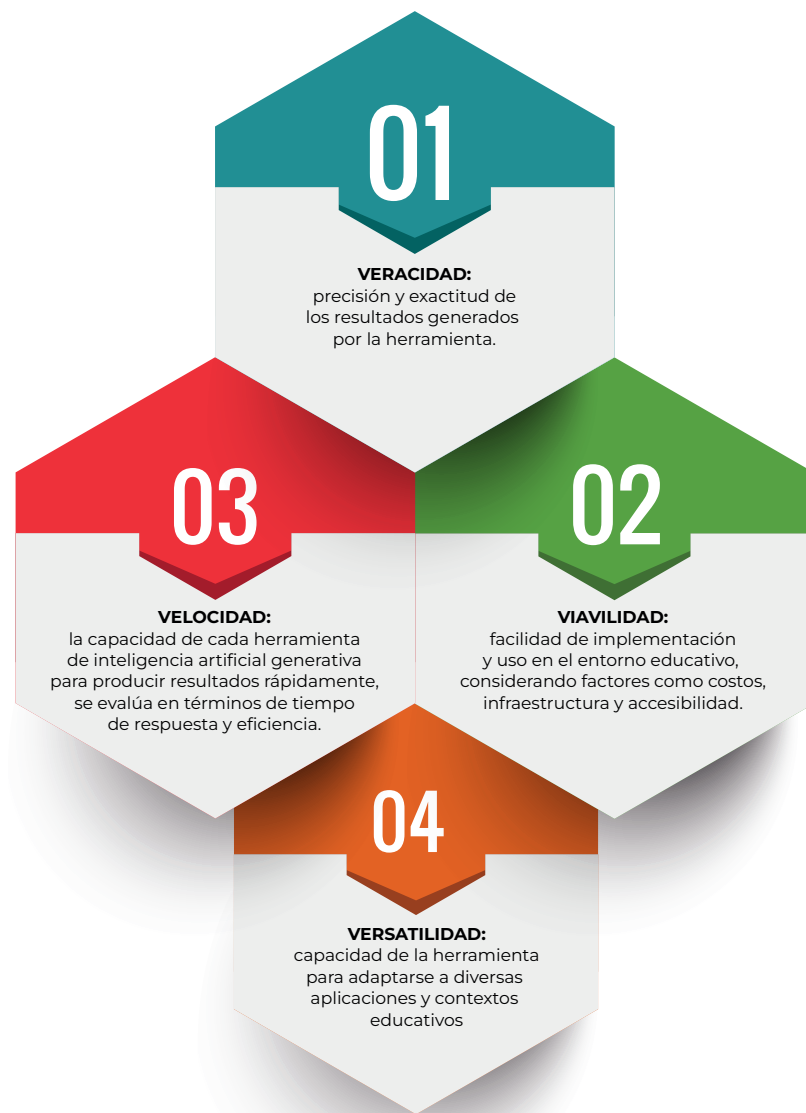 01
VERACIDAD:
precisión y exactitud de
los resultados generados
por la herramienta.
03
VELOCIDAD:
la capacidad de cada herramienta
de inteligencia artificial generativa
para producir resultados rápidamente,
se evalúa en términos de tiempo
de respuesta y eficiencia.
02
VIAVILIDAD:
facilidad de implementación
y uso en el entorno educativo,
considerando factores como costos,
infraestructura y accesibilidad.
04
VERSATILIDAD:
capacidad de la herramienta
para adaptarse a diversas
aplicaciones y contextos
educativos